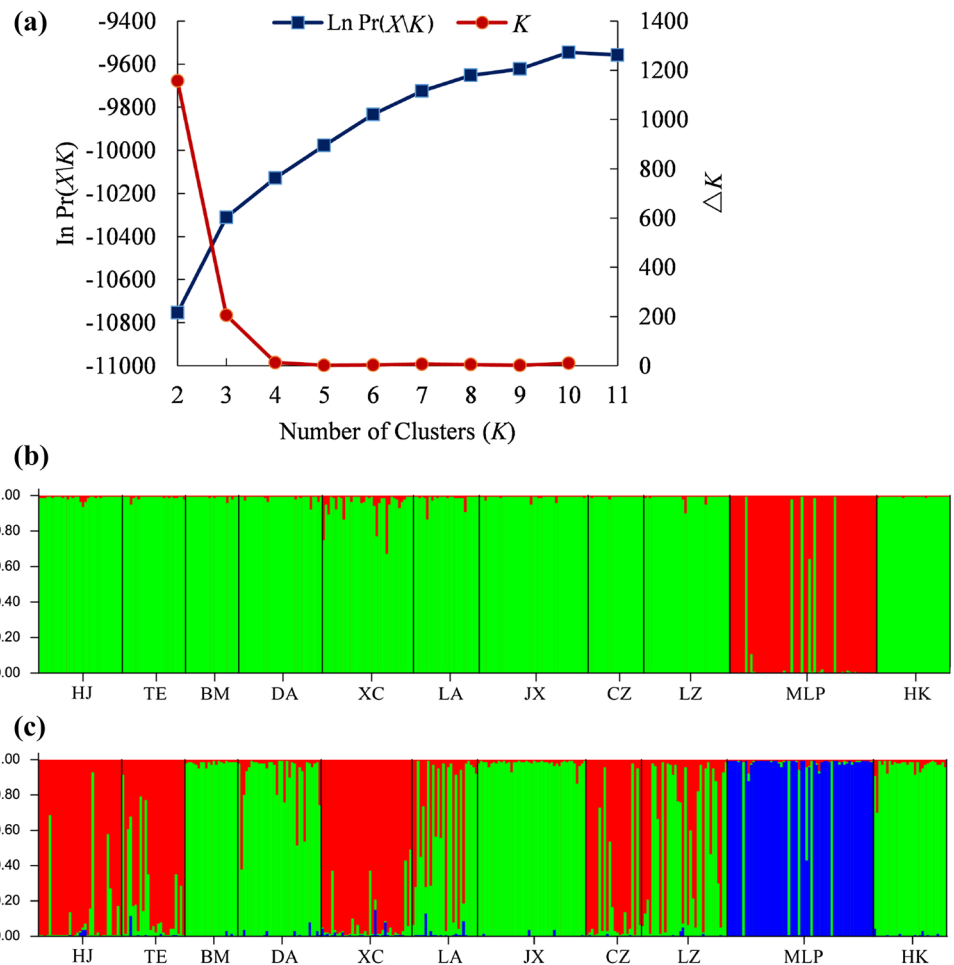 (a)
Ln Pr(X\K) K
-9400 1400
-9600 1200
-9800 1000
-10000 800
-10200 600
-10400 400
-10600 200
-10800 0
-11000
ln Pr(X\K)
△K
2 3 4 5 6 7 8 9 10 11
Number of Clusters (K)
(b)
.00
0.80
0.60
0.40
0.20
0.00
HJ TE BM DA XC LA JX CZ LZ MLP HK
(c)
.00
0.80
0.60
0.40
0.20
0.00
HJ TE BM DA XC LA JX CZ LZ MLP HK